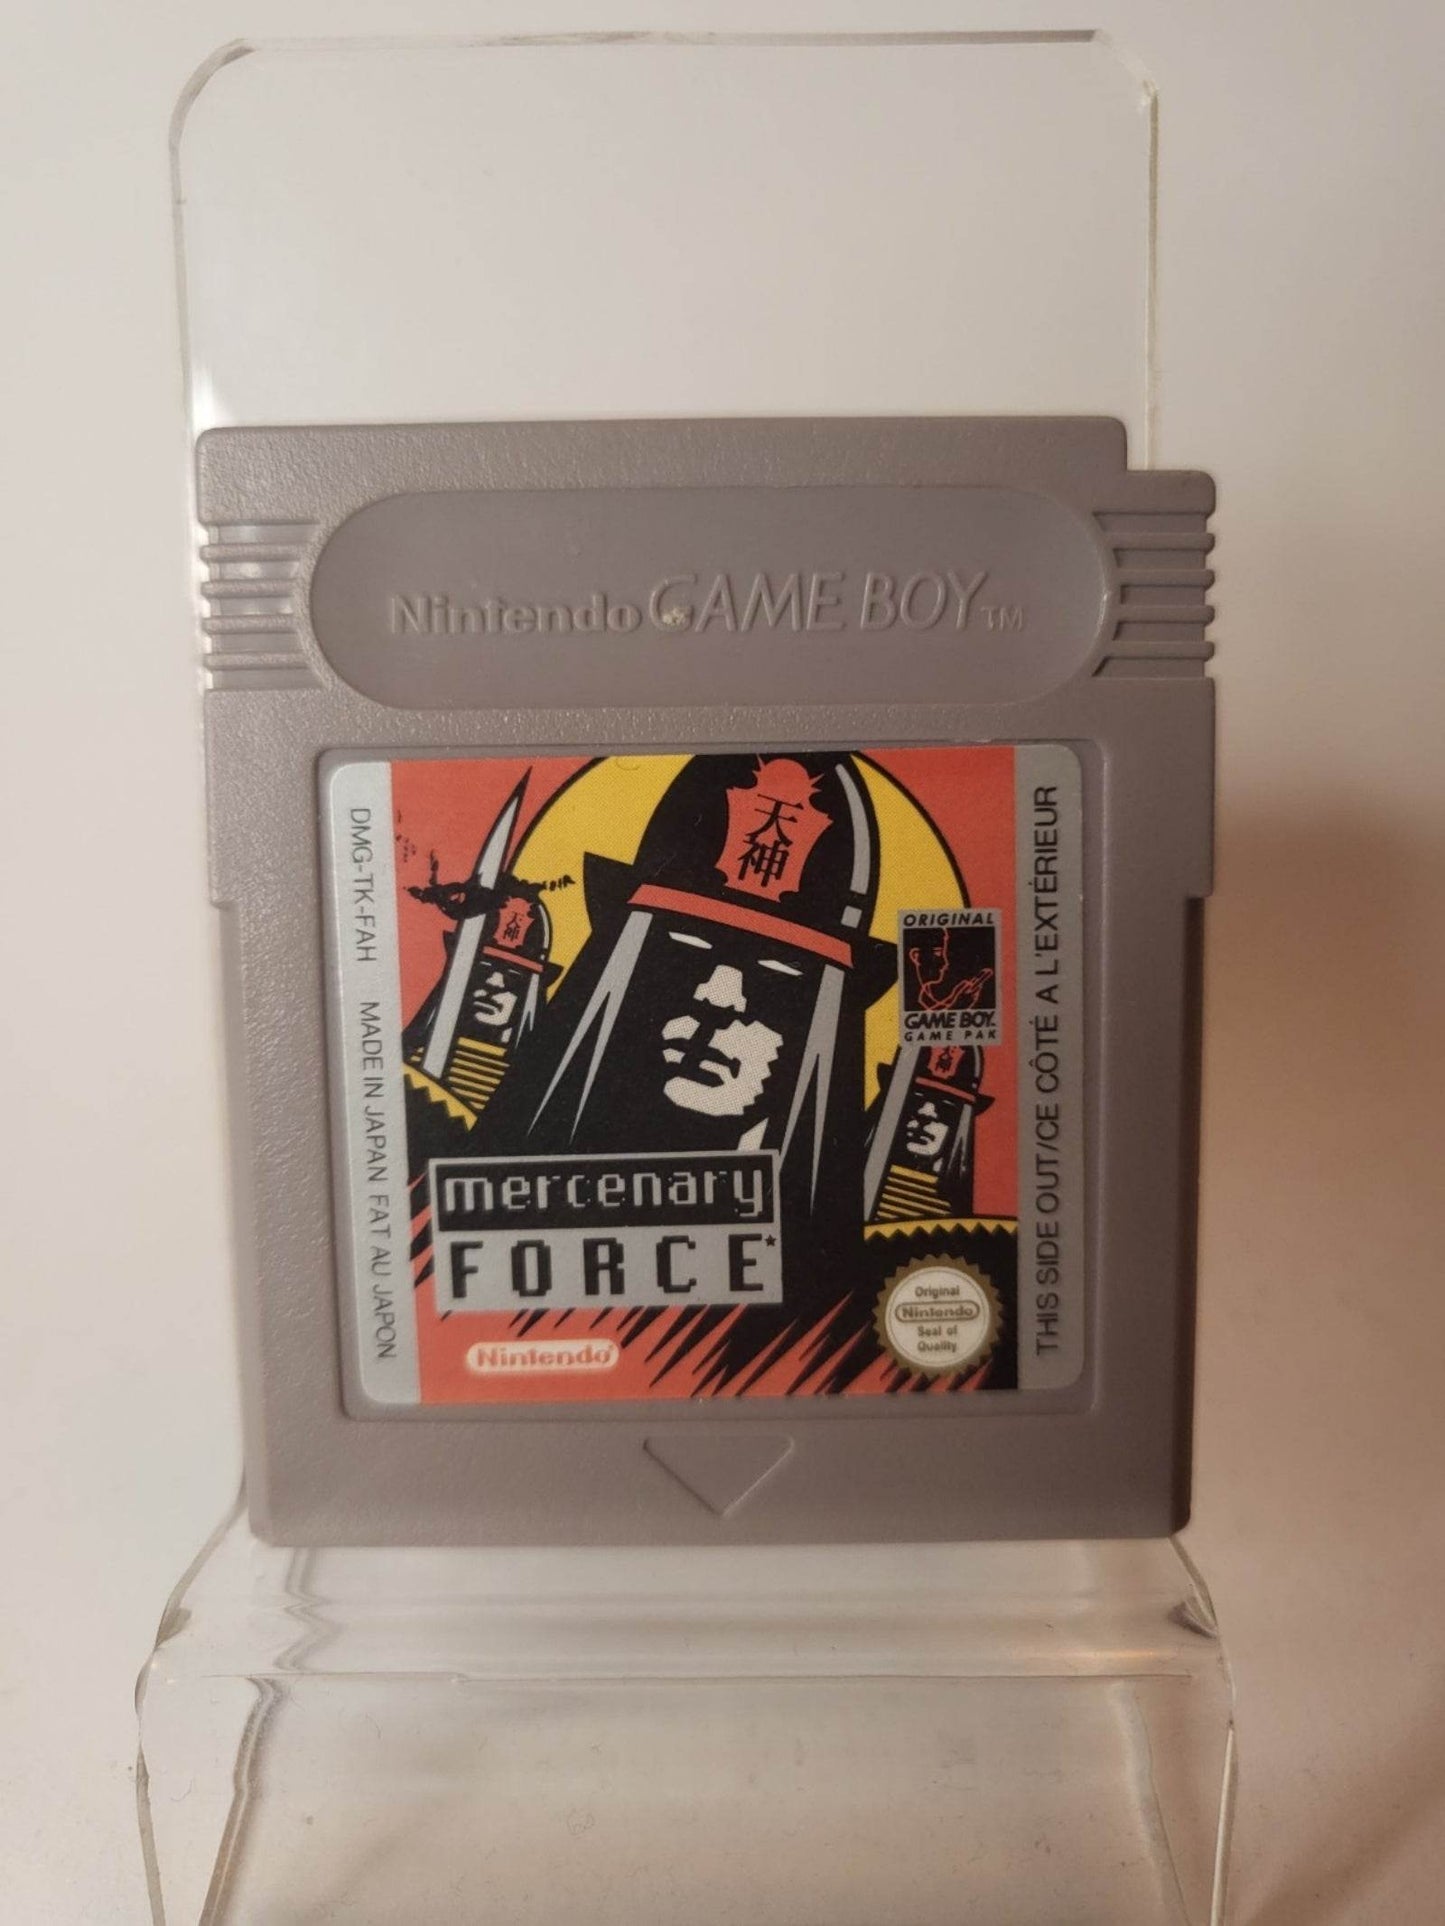 Nintendo GAME BOY TM
DMG-TK-FAH MADE IN JAPAN FAT AU JAPON
天神
天神
天神
ORIGINAL
GAME BOY
GAME PAK
mercenary
FORCE*
Nintendo
Original
Nintendo
Seal of
Quality
THIS SIDE OUT/CE CÔTÉ A L'EXTÉRIEUR